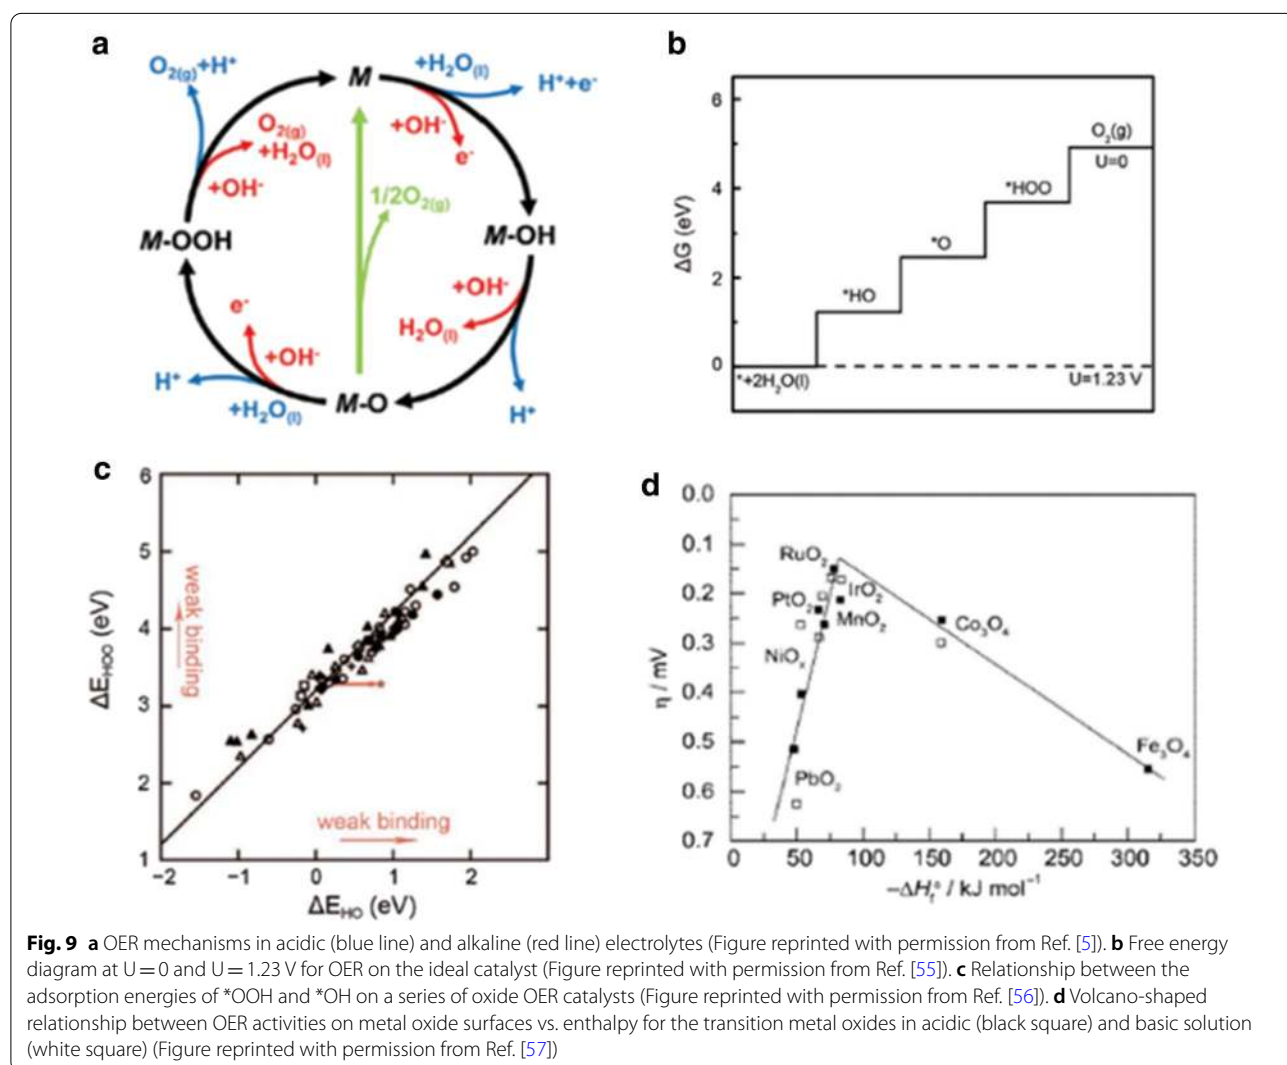 a
O₂(g)+H⁺
M
+H₂O(l)
H⁺+e⁻
O₂(g)
+H₂O(l)
+OH⁻
e⁻
+OH⁻
1/2O₂(g)
M-OOH
M-OH
+OH⁻
e⁻
H₂O(l)
+OH⁻
H⁺
+H₂O(l)
M-O
H⁺
b
ΔG (eV)
6
4
2
0
O₂(g)
U=0
*HOO
*O
*HO
*+2H₂O(l)
U=1.23 V
c
ΔE_HOO (eV)
6
5
4
3
2
1
weak binding
weak binding
−2 −1 0 1 2
ΔE_HO (eV)
d
η / mV
0.0
0.1
0.2
0.3
0.4
0.5
0.6
0.7
RuO₂
IrO₂
PtO₂
MnO₂
Co₃O₄
NiOₓ
Fe₃O₄
PbO₂
0 50 100 150 200 250 300 350
−ΔH_f° / kJ mol⁻¹
Fig. 9 a OER mechanisms in acidic (blue line) and alkaline (red line) electrolytes (Figure reprinted with permission from Ref. [5]). b Free energy
diagram at U = 0 and U = 1.23 V for OER on the ideal catalyst (Figure reprinted with permission from Ref. [55]). c Relationship between the
adsorption energies of *OOH and *OH on a series of oxide OER catalysts (Figure reprinted with permission from Ref. [56]). d Volcano-shaped
relationship between OER activities on metal oxide surfaces vs. enthalpy for the transition metal oxides in acidic (black square) and basic solution
(white square) (Figure reprinted with permission from Ref. [57])